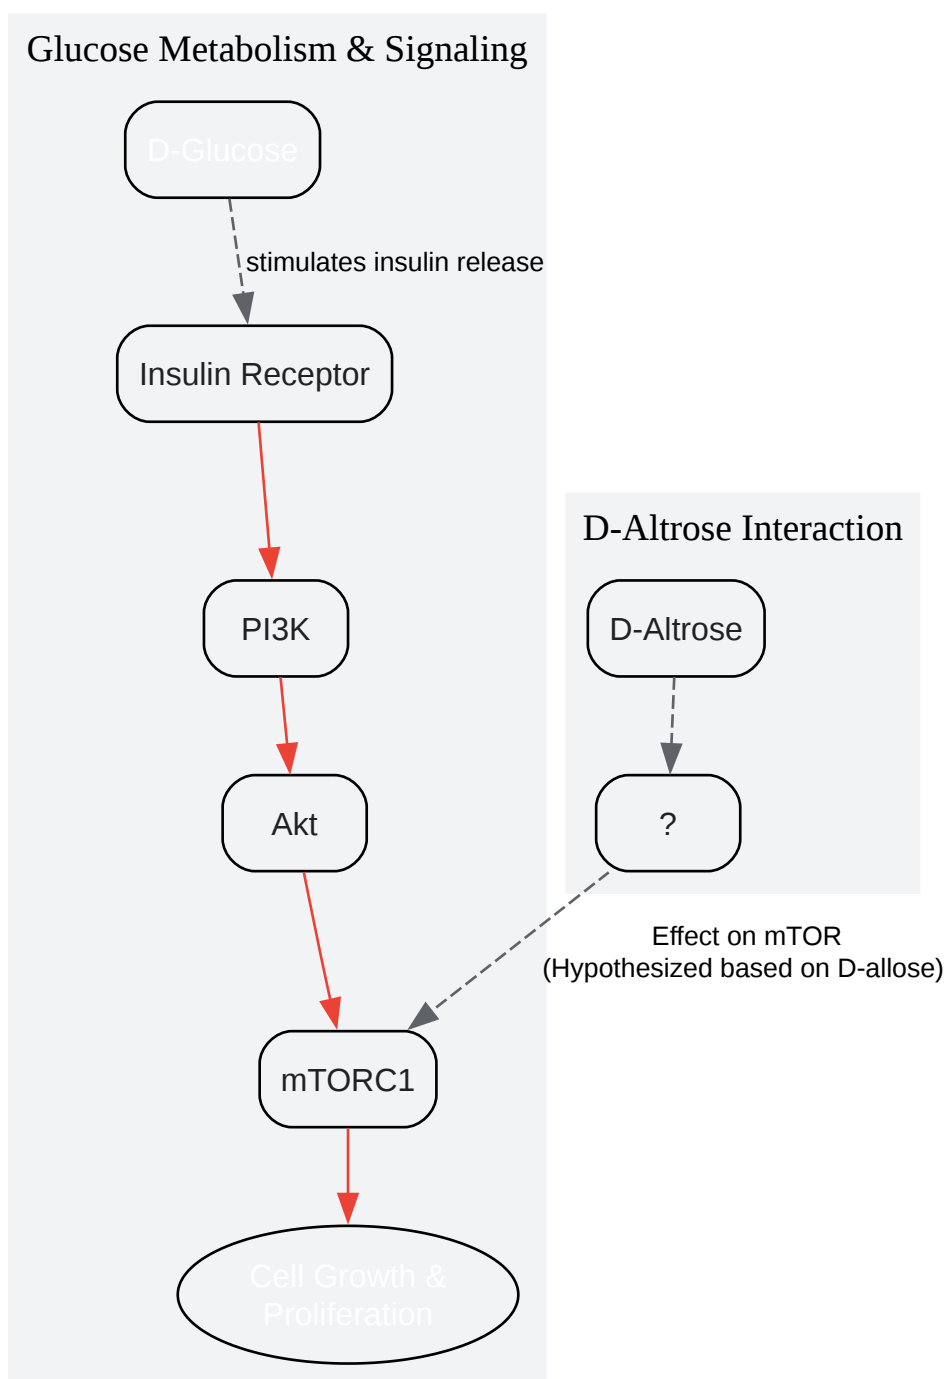 Glucose Metabolism & Signaling
D-Glucose
stimulates insulin release
Insulin Receptor
PI3K
Akt
mTORC1
Cell Growth &
Proliferation
D-Altrose Interaction
D-Altrose
?
Effect on mTOR
(Hypothesized based on D-allose)